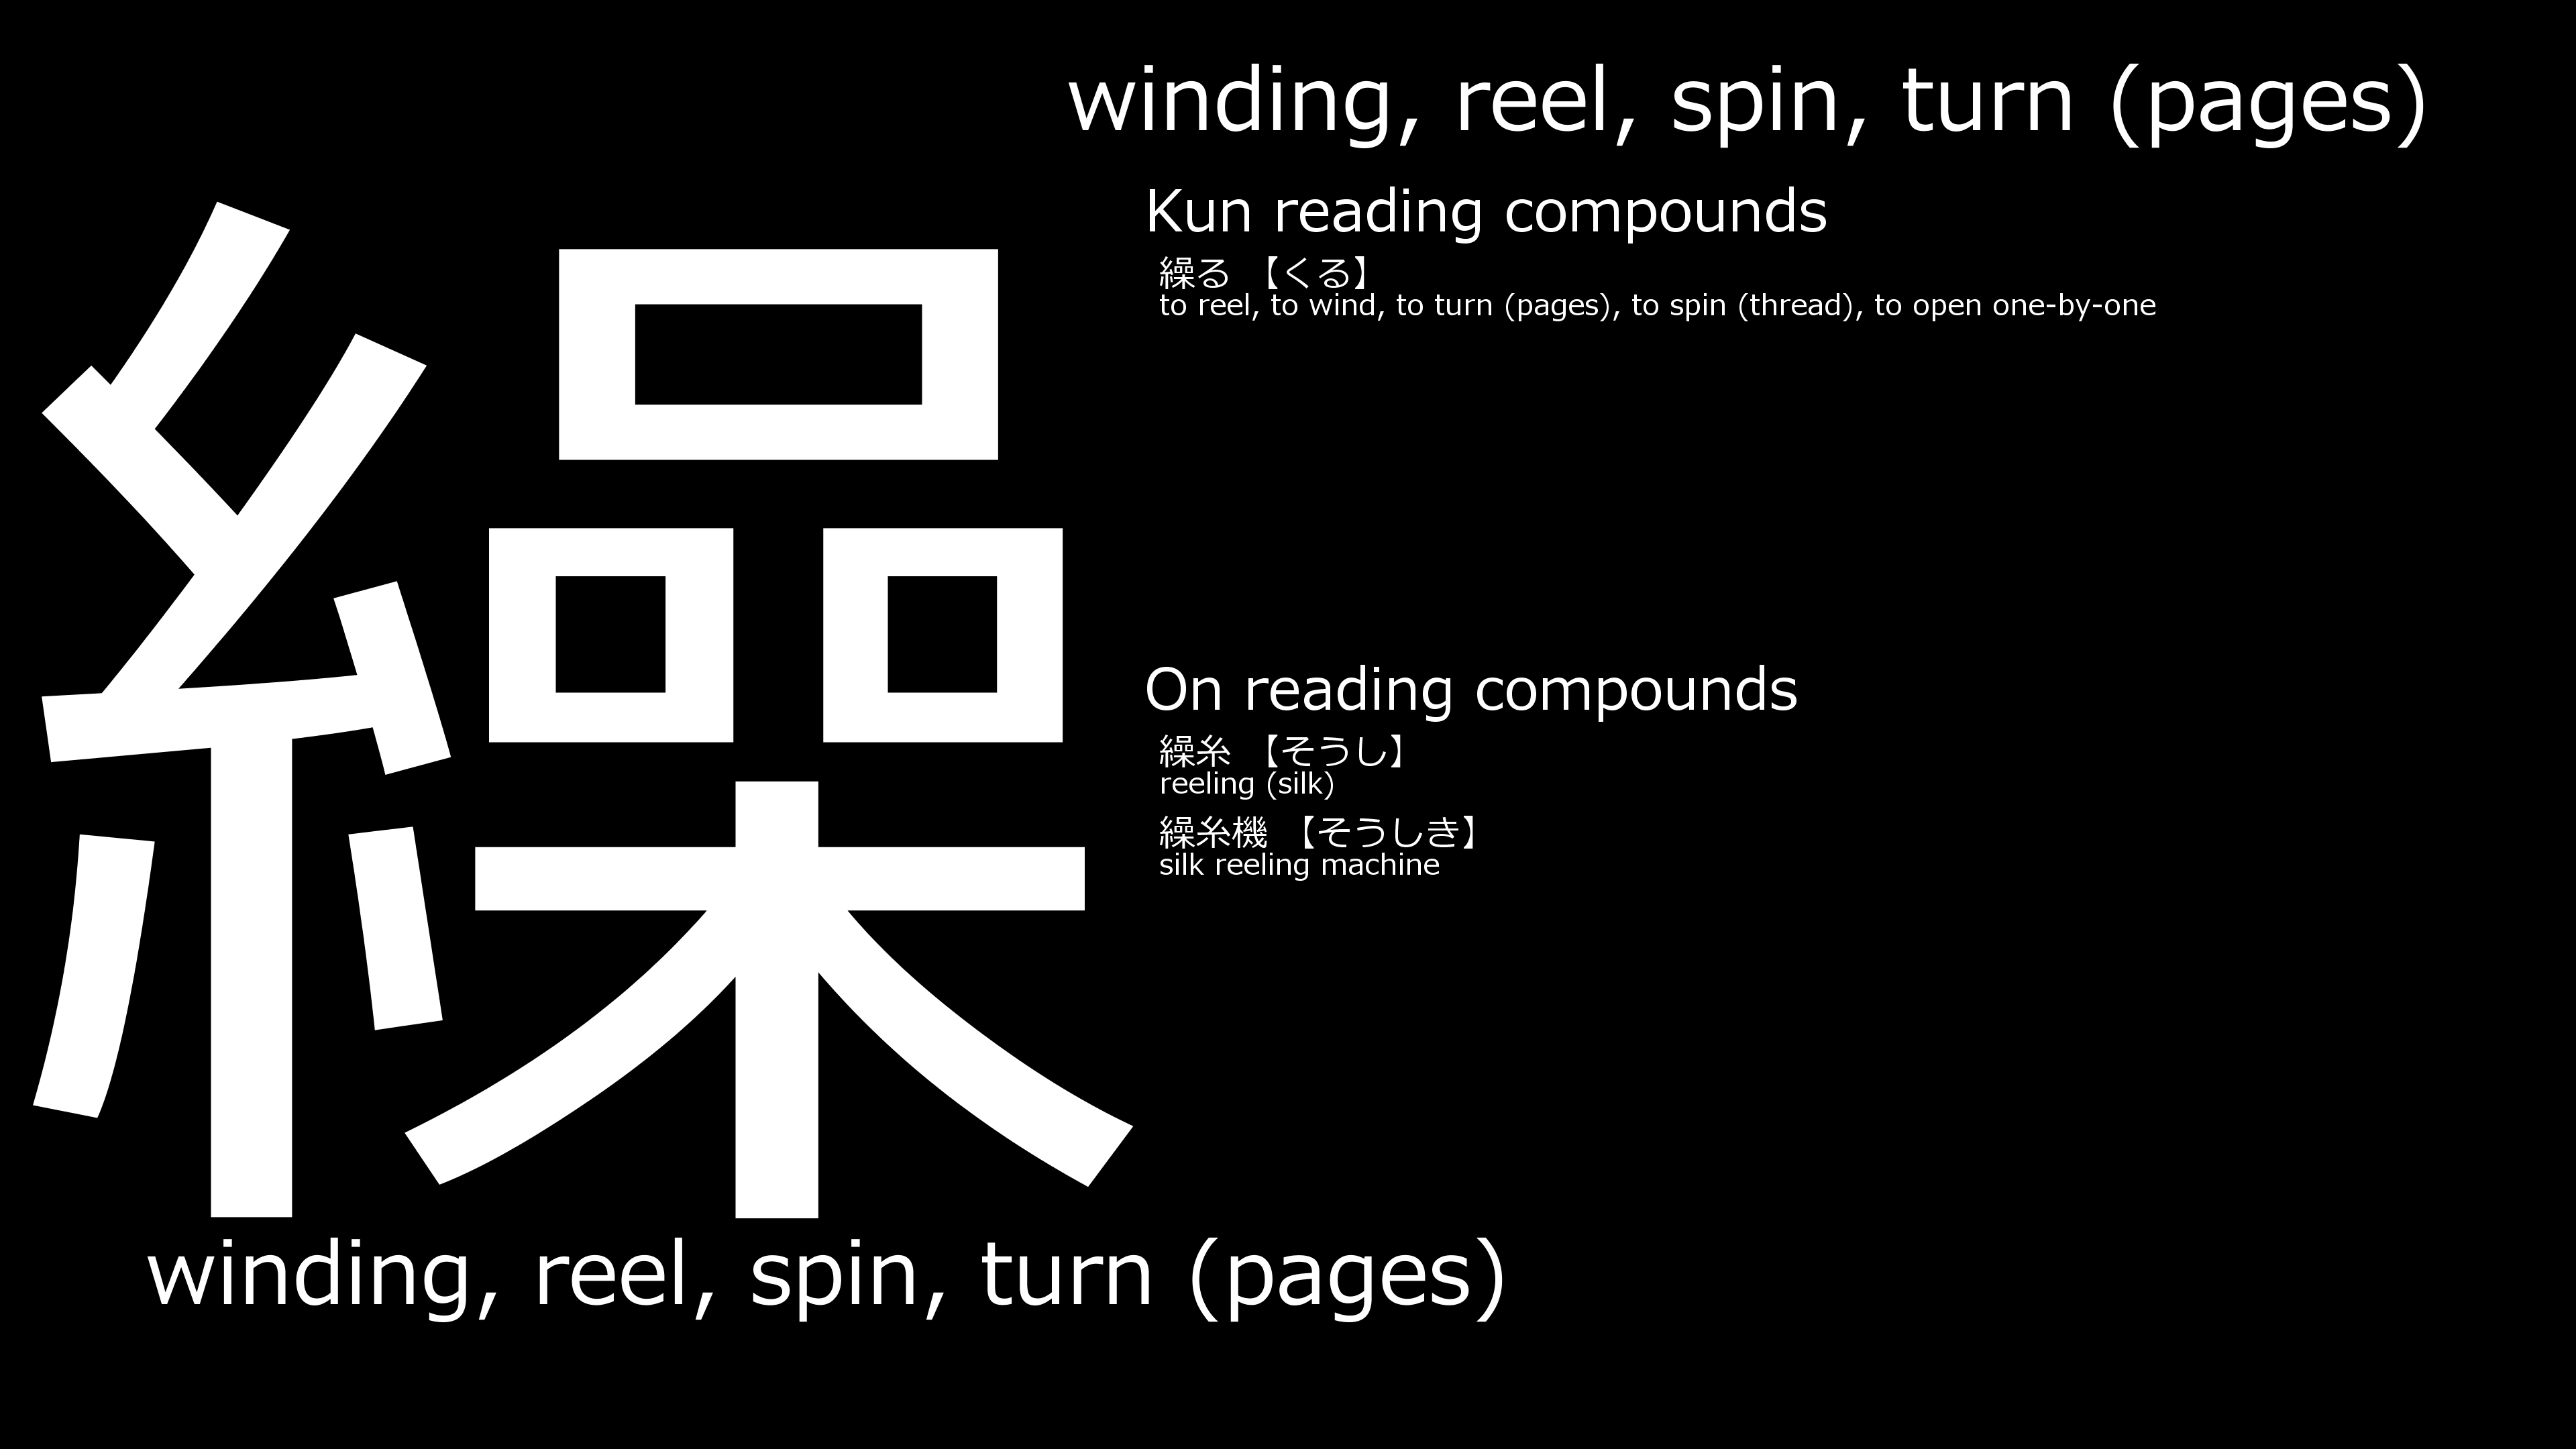 繰
winding, reel, spin, turn (pages)
winding, reel, spin, turn (pages)
Kun reading compounds
繰る 【くる】
to reel, to wind, to turn (pages), to spin (thread), to open one-by-one
On reading compounds
繰糸 【そうし】
reeling (silk)
繰糸機 【そうしき】
silk reeling machine